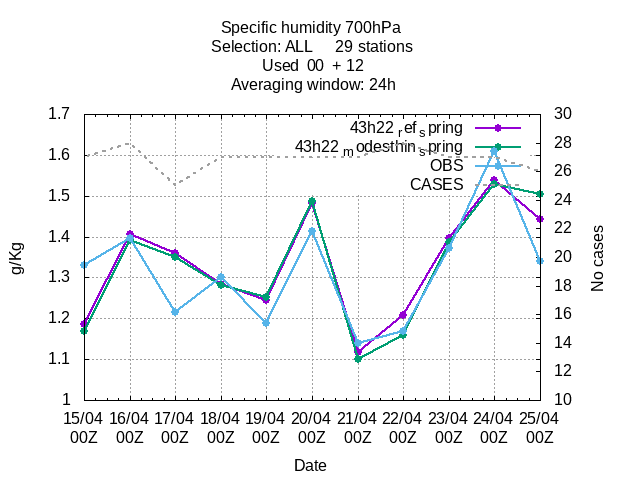 Specific humidity 700hPa
Selection: ALL     29 stations
Used  00  + 12
Averaging window: 24h
1.7
1.6
1.5
1.4
1.3
1.2
1.1
1
g/Kg
43h22 refspring
43h22 modesthinspring
OBS
CASES
30
28
26
24
22
20
18
16
14
12
10
No cases
15/04 16/04 17/04 18/04 19/04 20/04 21/04 22/04 23/04 24/04 25/04
00Z 00Z 00Z 00Z 00Z 00Z 00Z 00Z 00Z 00Z 00Z
Date